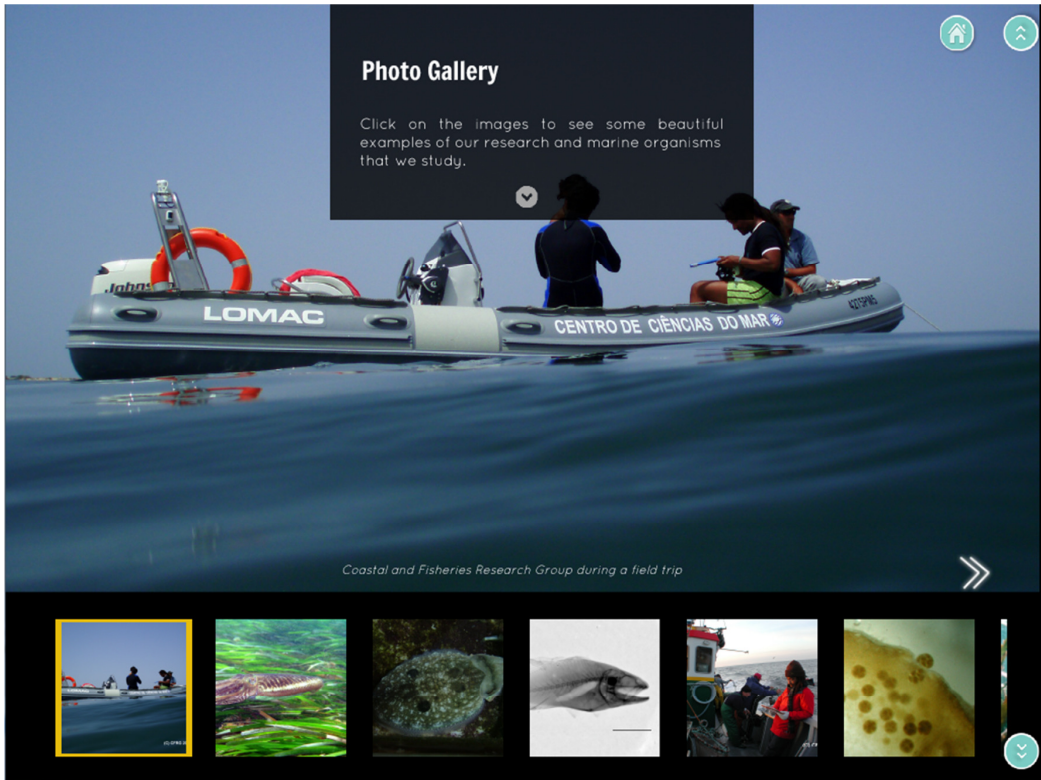 Photo Gallery
Click on the images to see some beautiful
examples of our research and marine organisms
that we study.
Johns
LOMAC
CENTRO DE CIÊNCIAS DO MAR
Coastal and Fisheries Research Group during a field trip